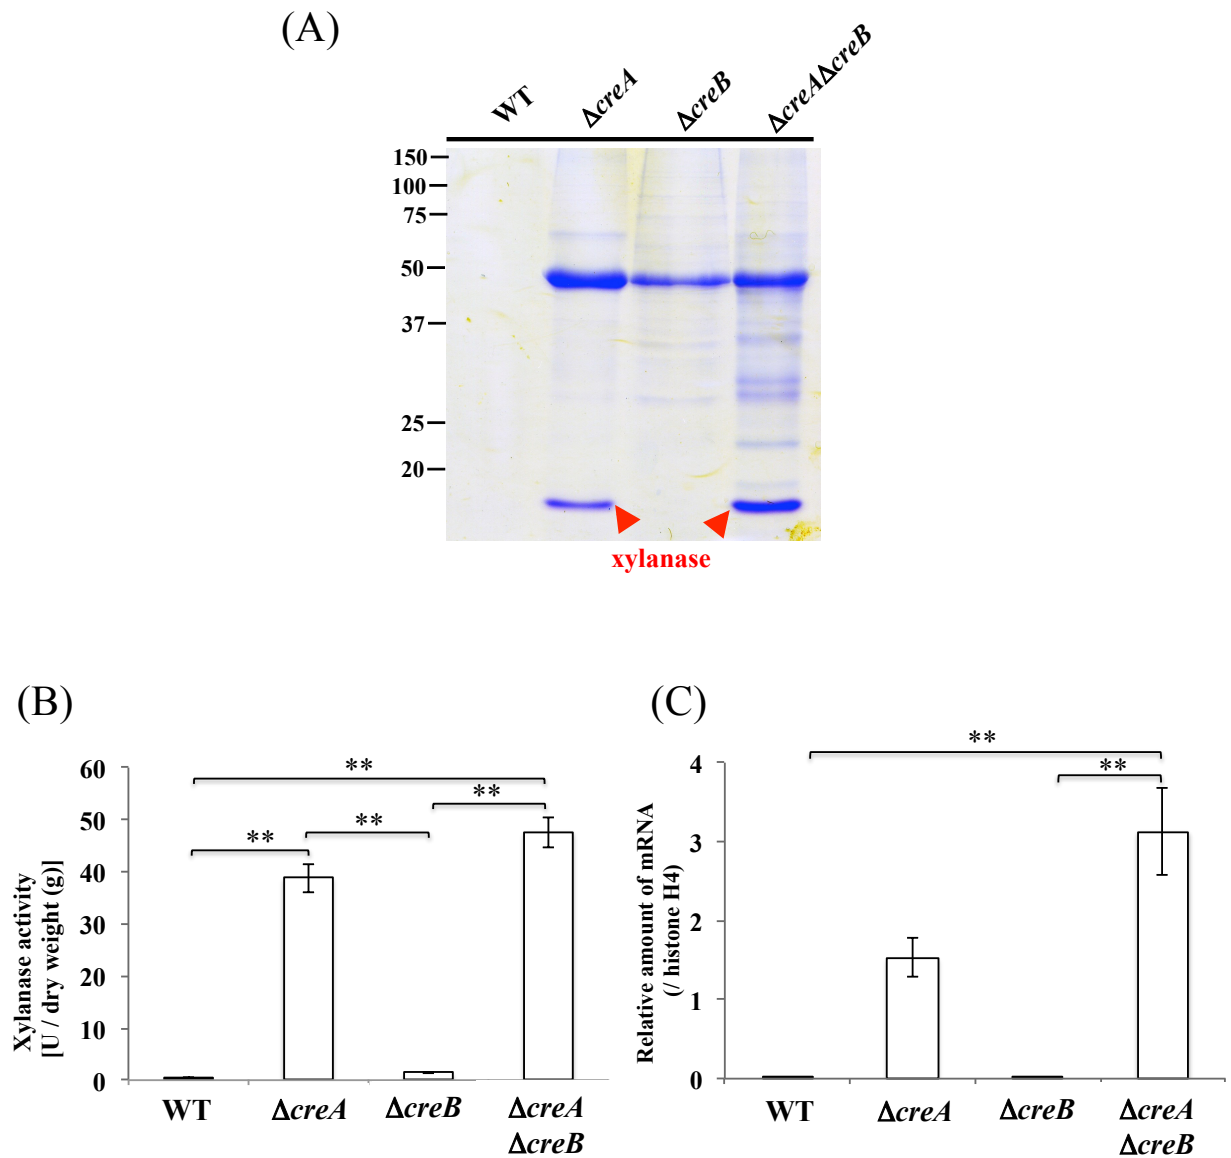 (A)
WT ΔcreA ΔcreB ΔcreAΔcreB
150
100
75
50
37
25
20
xylanase
(B)
Xylanase activity
[U / dry weight (g)]
60
50
40
30
20
10
0
**
**
**
**
WT ΔcreA ΔcreB ΔcreA
ΔcreB
(C)
Relative amount of mRNA
(/ histone H4)
4
3
2
1
0
**
**
WT ΔcreA ΔcreB ΔcreA
ΔcreB